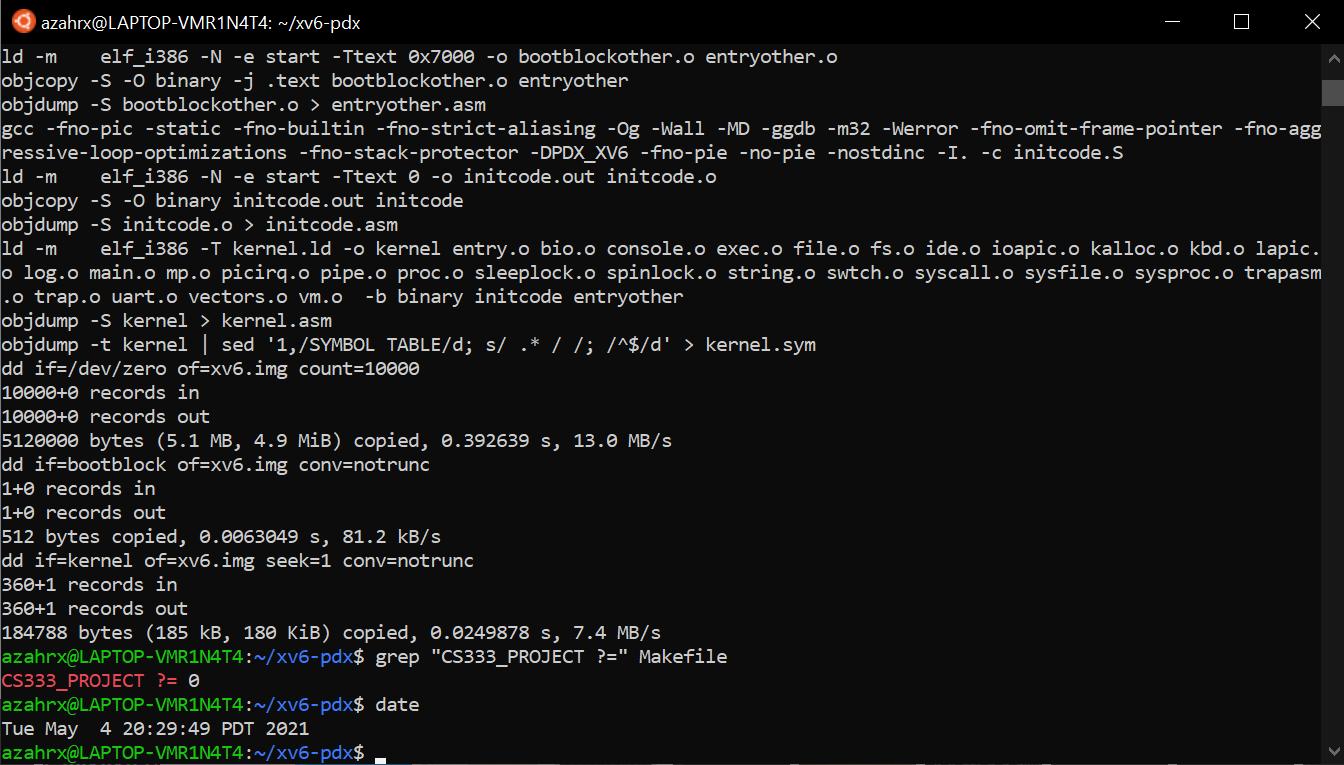 azahrx@LAPTOP-VMR1N4T4: ~/xv6-pdx
ld -m    elf_i386 -N -e start -Ttext 0x7000 -o bootblockother.o entryother.o
objcopy -S -O binary -j .text bootblockother.o entryother
objdump -S bootblockother.o > entryother.asm
gcc -fno-pic -static -fno-builtin -fno-strict-aliasing -Og -Wall -MD -ggdb -m32 -Werror -fno-omit-frame-pointer -fno-agg
ressive-loop-optimizations -fno-stack-protector -DPDX_XV6 -fno-pie -no-pie -nostdinc -I. -c initcode.S
ld -m    elf_i386 -N -e start -Ttext 0 -o initcode.out initcode.o
objcopy -S -O binary initcode.out initcode
objdump -S initcode.o > initcode.asm
ld -m    elf_i386 -T kernel.ld -o kernel entry.o bio.o console.o exec.o file.o fs.o ide.o ioapic.o kalloc.o kbd.o lapic.
o log.o main.o mp.o picirq.o pipe.o proc.o sleeplock.o spinlock.o string.o swtch.o syscall.o sysfile.o sysproc.o trapasm
.o trap.o uart.o vectors.o vm.o  -b binary initcode entryother
objdump -S kernel > kernel.asm
objdump -t kernel | sed '1,/SYMBOL TABLE/d; s/ .* / /; /^$/d' > kernel.sym
dd if=/dev/zero of=xv6.img count=10000
10000+0 records in
10000+0 records out
5120000 bytes (5.1 MB, 4.9 MiB) copied, 0.392639 s, 13.0 MB/s
dd if=bootblock of=xv6.img conv=notrunc
1+0 records in
1+0 records out
512 bytes copied, 0.0063049 s, 81.2 kB/s
dd if=kernel of=xv6.img seek=1 conv=notrunc
360+1 records in
360+1 records out
184788 bytes (185 kB, 180 KiB) copied, 0.0249878 s, 7.4 MB/s
azahrx@LAPTOP-VMR1N4T4:~/xv6-pdx$ grep "CS333_PROJECT ?=" Makefile
CS333_PROJECT ?= 0
azahrx@LAPTOP-VMR1N4T4:~/xv6-pdx$ date
Tue May  4 20:29:49 PDT 2021
azahrx@LAPTOP-VMR1N4T4:~/xv6-pdx$